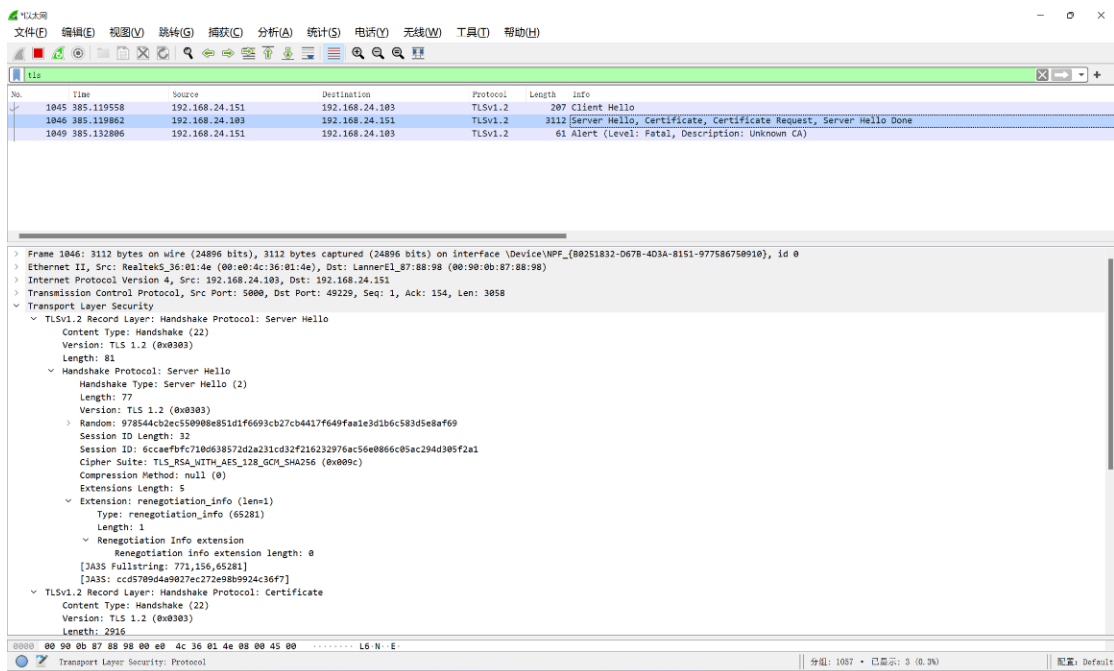 *以太网
文件(F) 编辑(E) 视图(V) 跳转(G) 捕获(C) 分析(A) 统计(S) 电话(Y) 无线(W) 工具(T) 帮助(H)
tls
No. Time Source Destination Protocol Length Info
1045 385.119558 192.168.24.151 192.168.24.103 TLSv1.2 207 Client Hello
1046 385.119862 192.168.24.103 192.168.24.151 TLSv1.2 3112 Server Hello, Certificate, Certificate Request, Server Hello Done
1049 385.132806 192.168.24.151 192.168.24.103 TLSv1.2 61 Alert (Level: Fatal, Description: Unknown CA)
Frame 1046: 3112 bytes on wire (24896 bits), 3112 bytes captured (24896 bits) on interface \Device\NPF_{B0251832-D67B-4D3A-8151-977586750910}, id 0
Ethernet II, Src: RealtekS_36:01:4e (00:e0:4c:36:01:4e), Dst: LannerEl_87:88:98 (00:90:0b:87:88:98)
Internet Protocol Version 4, Src: 192.168.24.103, Dst: 192.168.24.151
Transmission Control Protocol, Src Port: 5000, Dst Port: 49229, Seq: 1, Ack: 154, Len: 3058
Transport Layer Security
TLSv1.2 Record Layer: Handshake Protocol: Server Hello
Content Type: Handshake (22)
Version: TLS 1.2 (0x0303)
Length: 81
Handshake Protocol: Server Hello
Handshake Type: Server Hello (2)
Length: 77
Version: TLS 1.2 (0x0303)
Random: 978544cb2ec550908e851d1f6693cb27cb4417f649faa1e3d1b6c583d5e8af69
Session ID Length: 32
Session ID: 6ccaefbfc710d638572d2a231cd32f216232976ac56e0866c05ac294d305f2a1
Cipher Suite: TLS_RSA_WITH_AES_128_GCM_SHA256 (0x009c)
Compression Method: null (0)
Extensions Length: 5
Extension: renegotiation_info (len=1)
Type: renegotiation_info (65281)
Length: 1
Renegotiation Info extension
Renegotiation info extension length: 0
[JA3S Fullstring: 771,156,65281]
[JA3S: ccd5709d4a9027ec272e98b9924c36f7]
TLSv1.2 Record Layer: Handshake Protocol: Certificate
Content Type: Handshake (22)
Version: TLS 1.2 (0x0303)
Length: 2916
0000 00 90 0b 87 88 98 00 e0 4c 36 01 4e 08 00 45 00 ········ L6·N··E·
Transport Layer Security: Protocol 分组: 1057 · 已显示: 3 (0.3%) 配置: Default